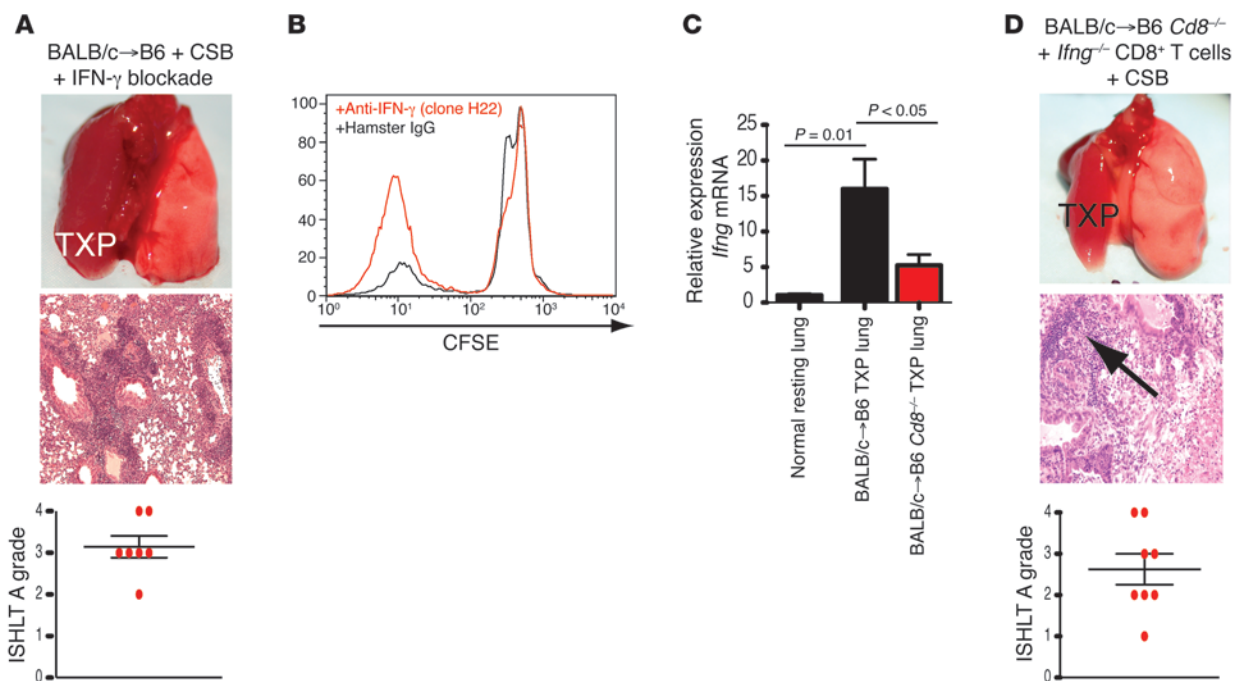 A
BALB/c→B6 + CSB
+ IFN-γ blockade
TXP
4
3
2
1
0
ISHLT A grade
B
+Anti-IFN-γ (clone H22)
+Hamster IgG
100
80
60
40
20
0
10⁰ 10¹ 10² 10³ 10⁴
CFSE
C
P = 0.01
P < 0.05
25
20
15
10
5
0
Relative expression
Ifng mRNA
Normal resting lung
BALB/c→B6 TXP lung
BALB/c→B6 Cd8⁻/⁻ TXP lung
D
BALB/c→B6 Cd8⁻/⁻
+ Ifng⁻/⁻ CD8⁺ T cells
+ CSB
TXP
4
3
2
1
0
ISHLT A grade